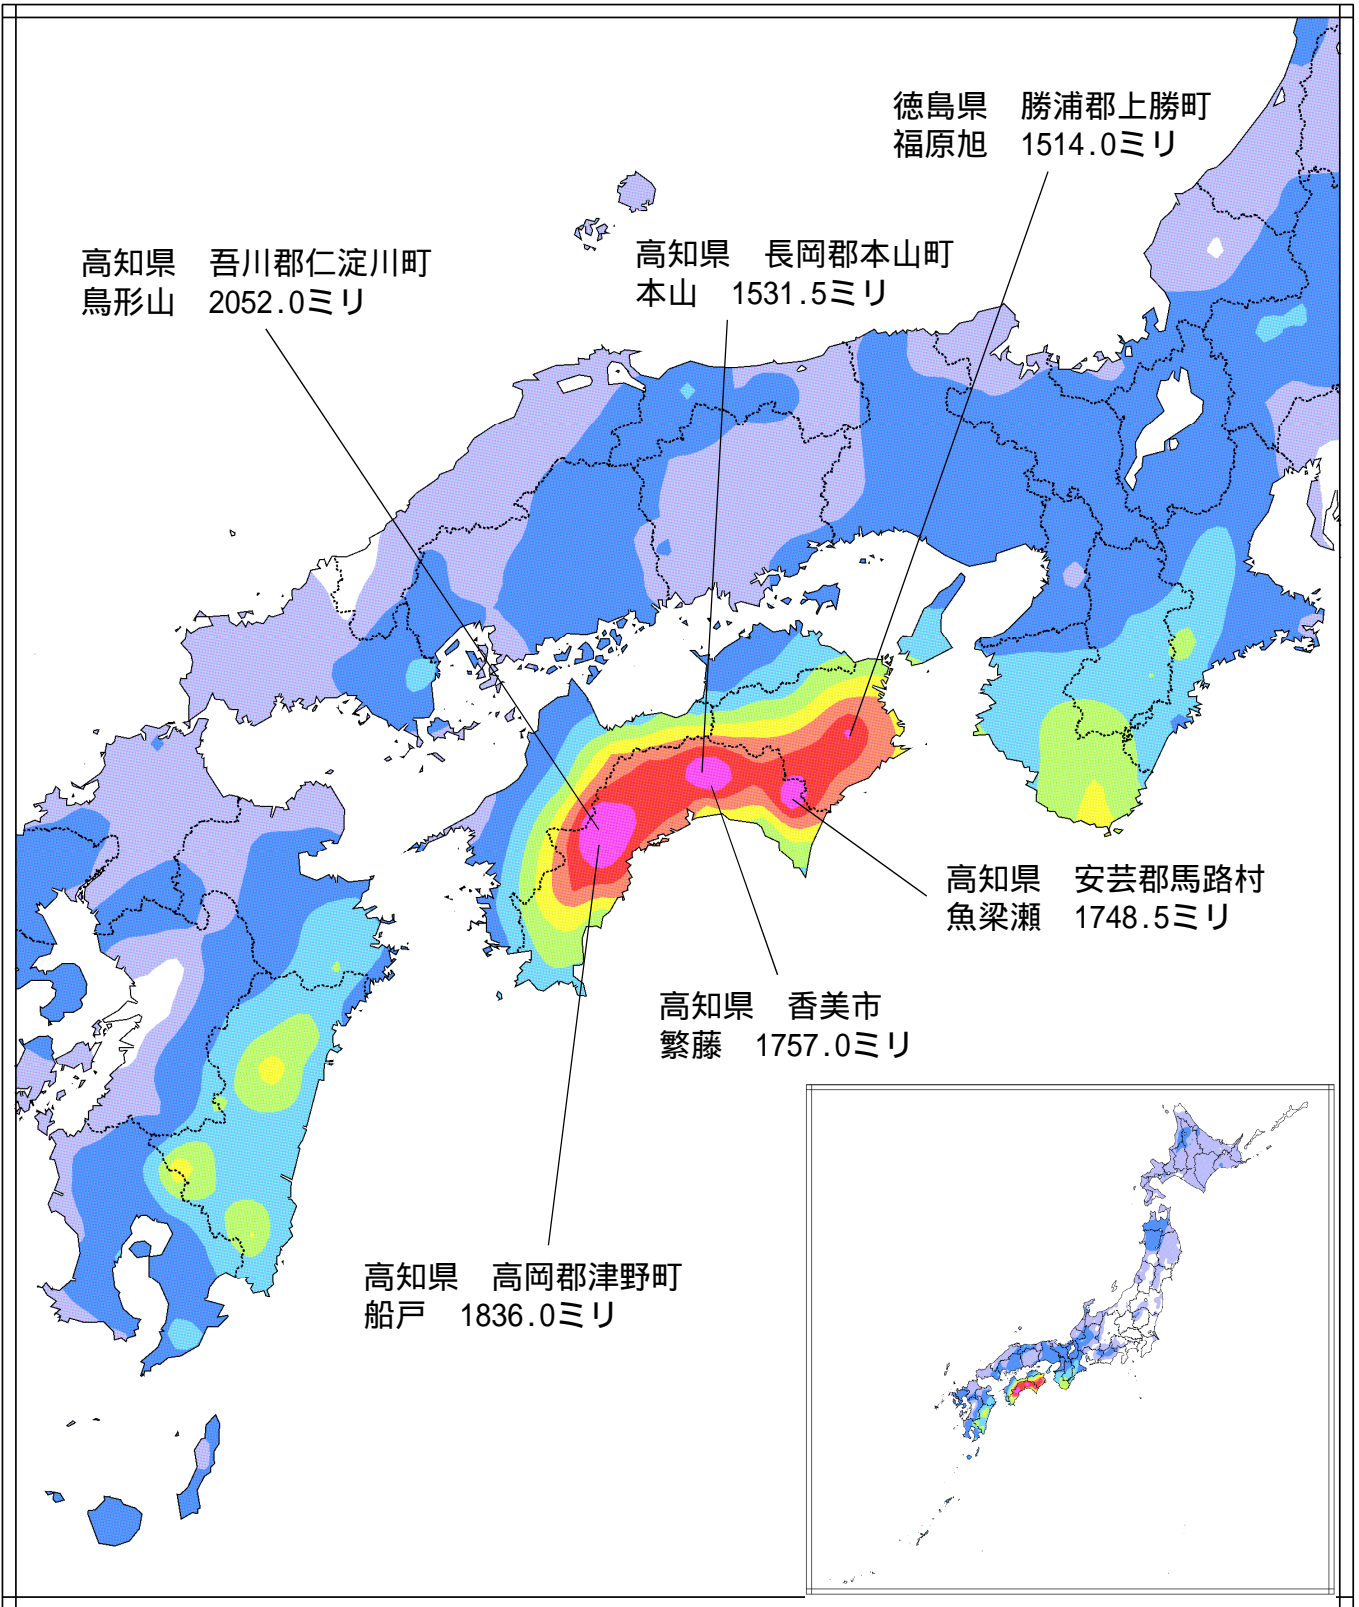 徳島県　勝浦郡上勝町
福原旭　1514.0ミリ
高知県　吾川郡仁淀川町
鳥形山　2052.0ミリ
高知県　長岡郡本山町
本山　1531.5ミリ
高知県　安芸郡馬路村
魚梁瀬　1748.5ミリ
高知県　香美市
繁藤　1757.0ミリ
高知県　高岡郡津野町
船戸　1836.0ミリ